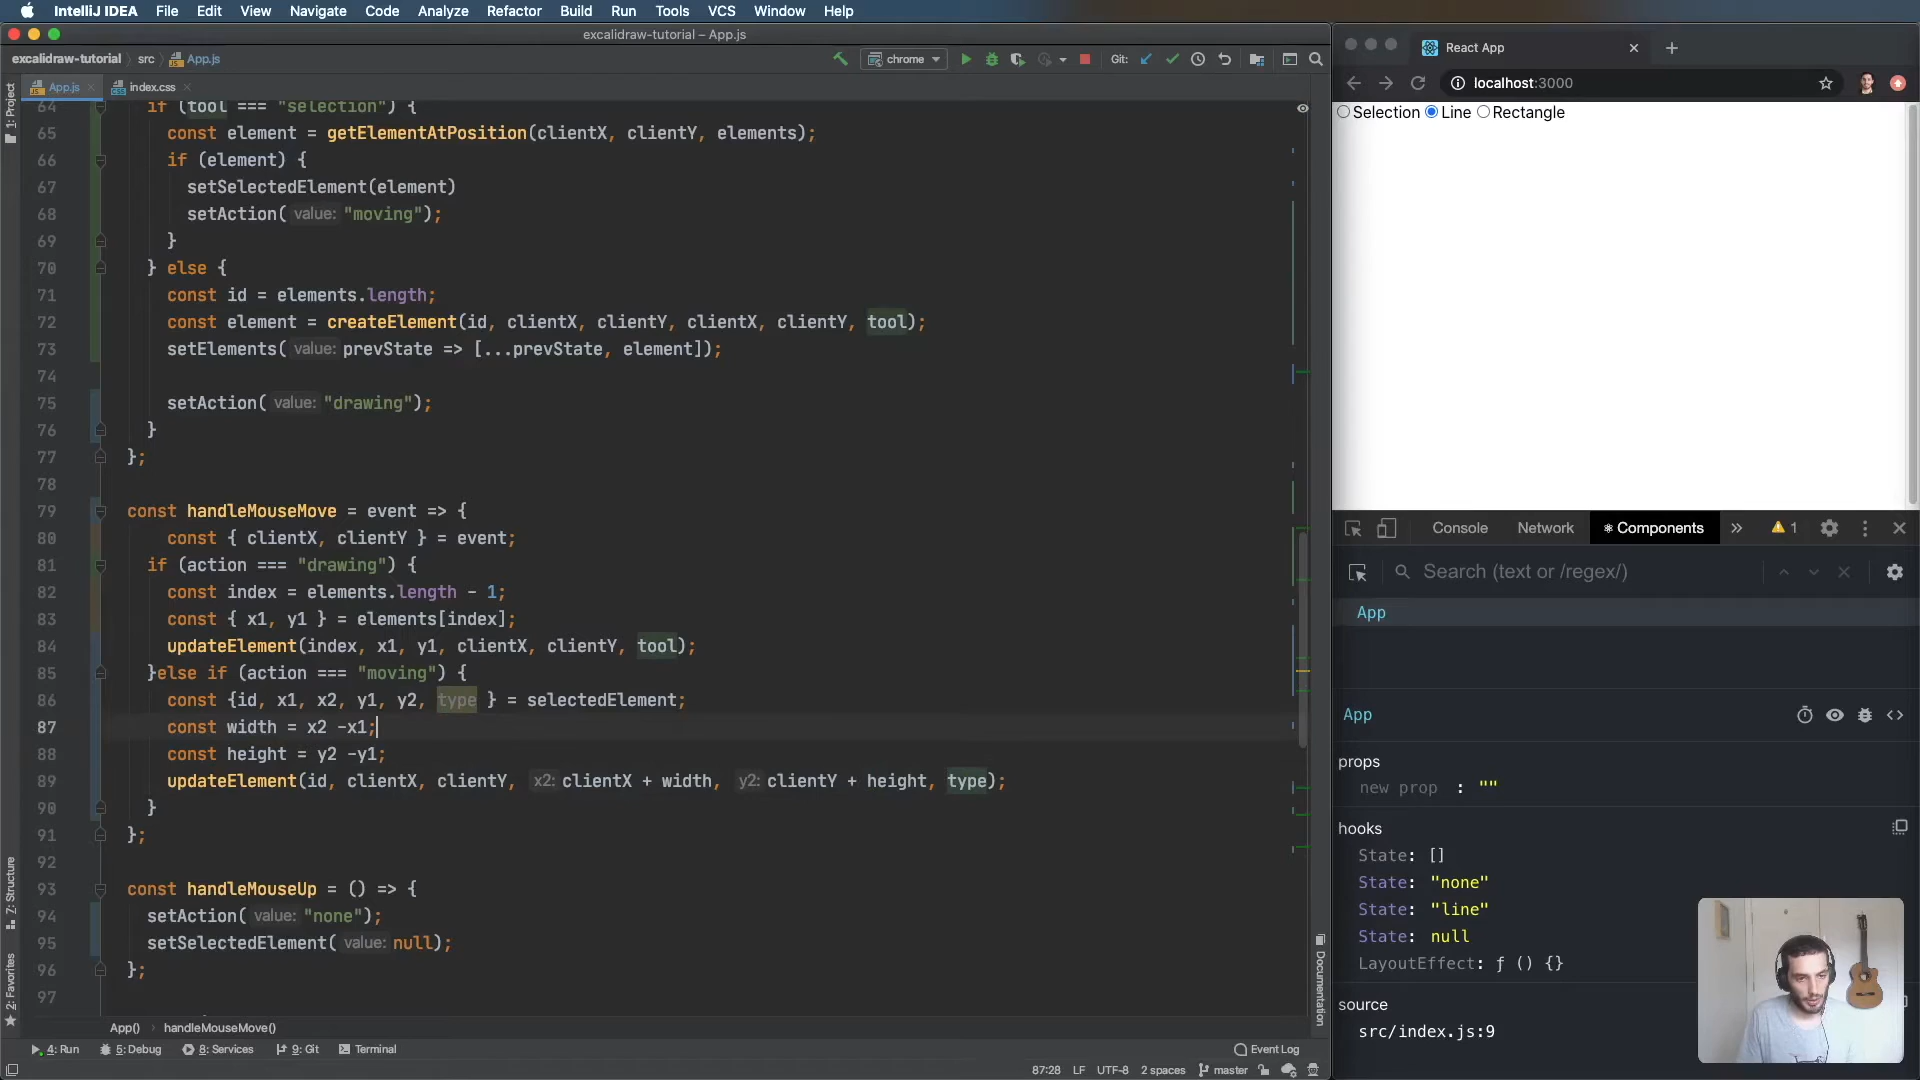 IntelliJ IDEA File Edit View Navigate Code Analyze Refactor Build Run Tools VCS Window Help
excalidraw-tutorial – App.js
excalidraw-tutorial src App.js
chrome
Git:
App.js index.css
1: Project
64 if (tool === "selection") {
65 const element = getElementAtPosition(clientX, clientY, elements);
66 if (element) {
67 setSelectedElement(element)
68 setAction( value: "moving");
69 }
70 } else {
71 const id = elements.length;
72 const element = createElement(id, clientX, clientY, clientX, clientY, tool);
73 setElements( value: prevState => [...prevState, element]);
74
75 setAction( value: "drawing");
76 }
77 };
78
79 const handleMouseMove = event => {
80 const { clientX, clientY } = event;
81 if (action === "drawing") {
82 const index = elements.length - 1;
83 const { x1, y1 } = elements[index];
84 updateElement(index, x1, y1, clientX, clientY, tool);
85 }else if (action === "moving") {
86 const {id, x1, x2, y1, y2, type } = selectedElement;
87 const width = x2 -x1;
88 const height = y2 -y1;
89 updateElement(id, clientX, clientY, x2: clientX + width, y2: clientY + height, type);
90 }
91 };
92
93 const handleMouseUp = () => {
94 setAction( value: "none");
95 setSelectedElement( value: null);
96 };
97
7: Structure
2: Favorites
Documentation
App() handleMouseMove()
4: Run 5: Debug 8: Services 9: Git Terminal Event Log
87:28 LF UTF-8 2 spaces master
React App
localhost:3000
Selection Line Rectangle
Console Network Components 1
Search (text or /regex/)
App
App
props
new prop : ""
hooks
State: []
State: "none"
State: "line"
State: null
LayoutEffect: ƒ () {}
source
src/index.js:9